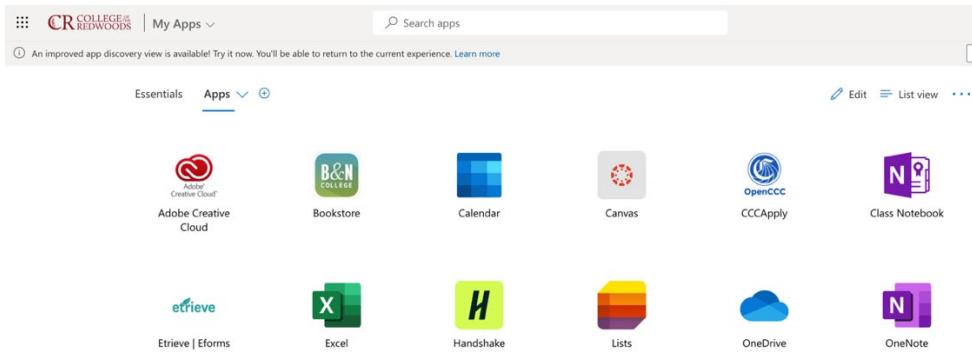 CR COLLEGE OF THE REDWOODS My Apps Search apps
An improved app discovery view is available! Try it now. You'll be able to return to the current experience. Learn more
Essentials Apps Edit List view
Adobe Creative Cloud B&N COLLEGE OpenCCC N
Adobe Creative Cloud Bookstore Calendar Canvas CCCApply Class Notebook
etrieve X H N
Etrieve | Eforms Excel Handshake Lists OneDrive OneNote